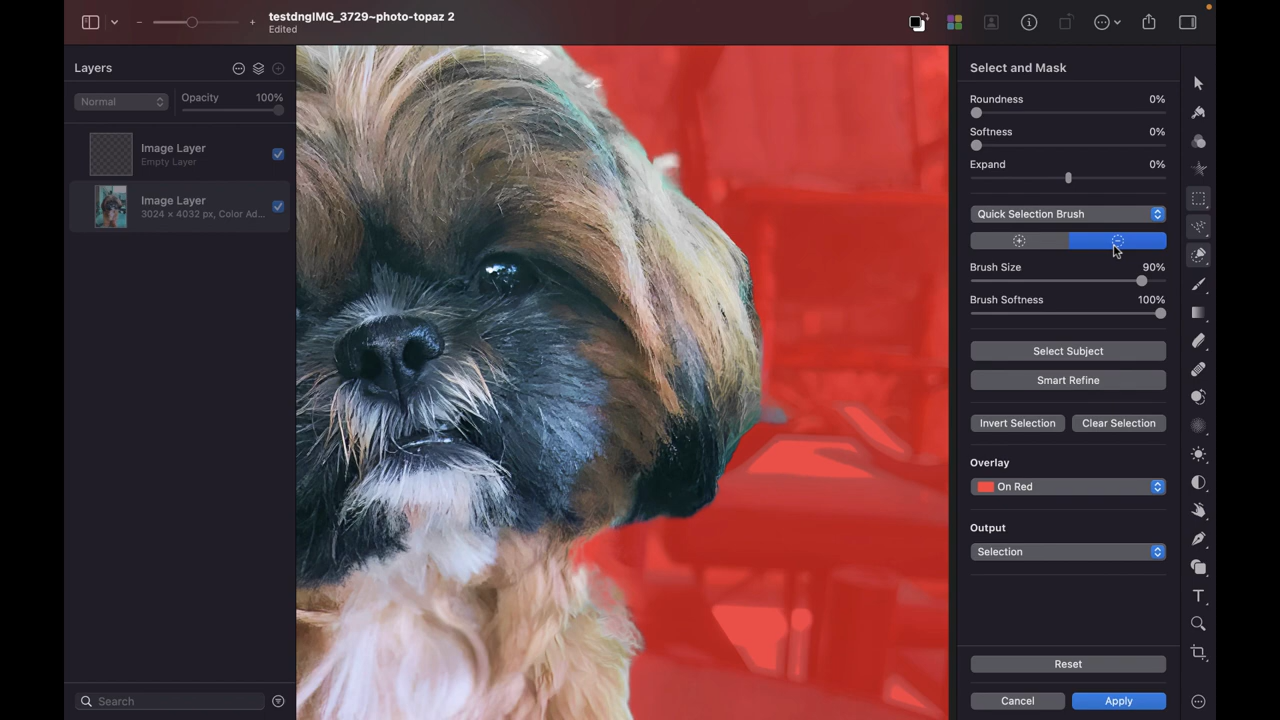 testdngIMG_3729~photo-topaz 2
Edited
Layers
Normal
Opacity 100%
Image Layer
Empty Layer
Image Layer
3024 × 4032 px, Color Ad...
Search
Select and Mask
Roundness 0%
Softness 0%
Expand 0%
Quick Selection Brush
Brush Size 90%
Brush Softness 100%
Select Subject
Smart Refine
Invert Selection Clear Selection
Overlay
On Red
Output
Selection
Reset
Cancel Apply